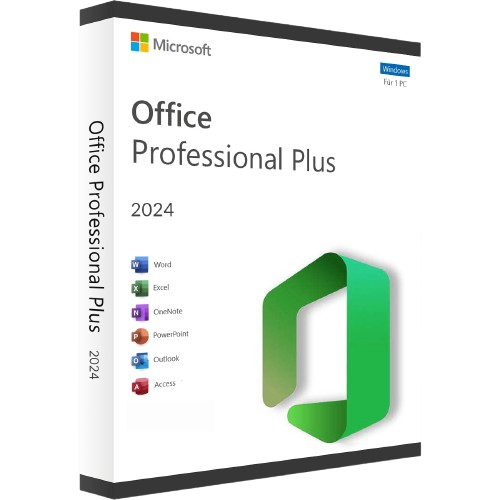 Microsoft
Windows
Für 1 PC
Office
Professional Plus
2024
Word
Excel
OneNote
PowerPoint
Outlook
Access
Office Professional Plus 2024